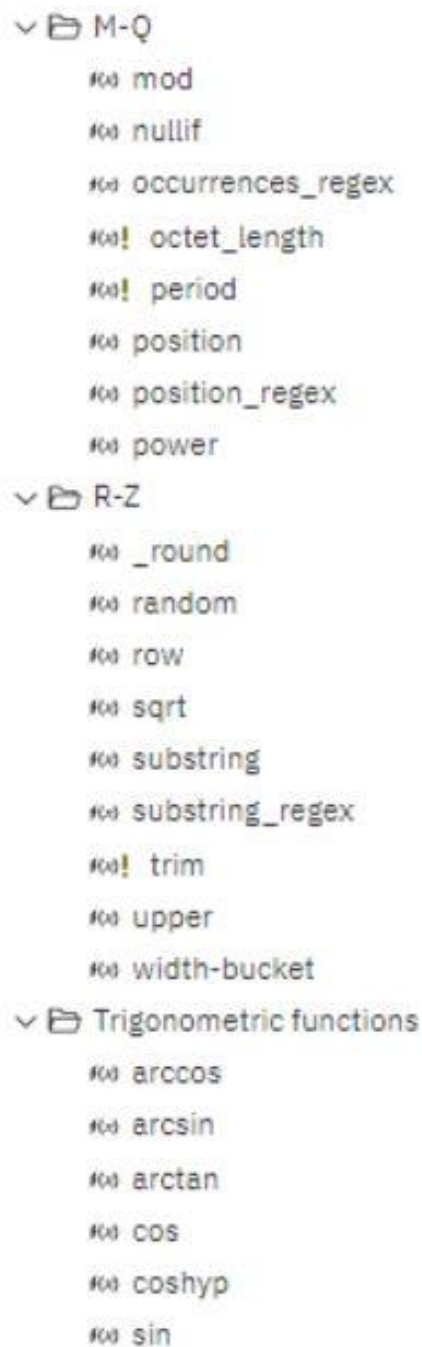 M-Q
f(x) mod
f(x) nullif
f(x) occurrences_regex
f(x)! octet_length
f(x)! period
f(x) position
f(x) position_regex
f(x) power
R-Z
f(x) _round
f(x) random
f(x) row
f(x) sqrt
f(x) substring
f(x) substring_regex
f(x)! trim
f(x) upper
f(x) width-bucket
Trigonometric functions
f(x) arccos
f(x) arcsin
f(x) arctan
f(x) cos
f(x) coshyp
f(x) sin